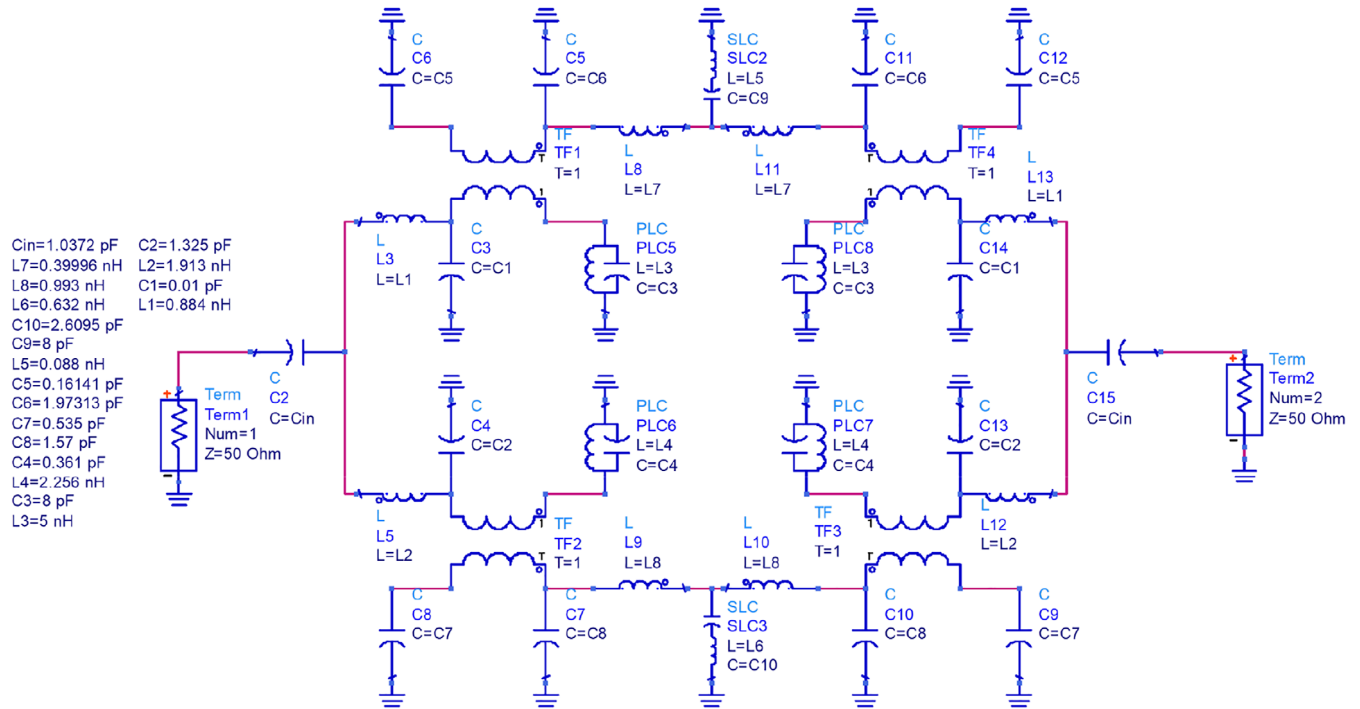 C
C6
C=C5
C
C5
C=C6
SLC
SLC2
L=L5
C=C9
C
C11
C=C6
C
C12
C=C5
TF
TF1
T=1
T
1
L
L8
L=L7
L
L11
L=L7
TF
TF4
T=1
T
1
L
L13
L=L1
L
L3
L=L1
C
C3
C=C1
PLC
PLC5
L=L3
C=C3
PLC
PLC8
L=L3
C=C3
C
C14
C=C1
Cin=1.0372 pF
L7=0.39996 nH
L8=0.993 nH
L6=0.632 nH
C10=2.6095 pF
C9=8 pF
L5=0.088 nH
C5=0.16141 pF
C6=1.97313 pF
C7=0.535 pF
C8=1.57 pF
C4=0.361 pF
L4=2.256 nH
C3=8 pF
L3=5 nH
C2=1.325 pF
L2=1.913 nH
C1=0.01 pF
L1=0.884 nH
+
Term
Term1
Num=1
Z=50 Ohm
-
C
C2
C=Cin
C
C4
C=C2
PLC
PLC6
L=L4
C=C4
PLC
PLC7
L=L4
C=C4
C
C13
C=C2
C
C15
C=Cin
+
Term
Term2
Num=2
Z=50 Ohm
-
L
L5
L=L2
1
T
TF
TF2
T=1
L
L9
L=L8
L
L10
L=L8
TF
TF3
T=1
1
T
L
L12
L=L2
C
C8
C=C7
C
C7
C=C8
SLC
SLC3
L=L6
C=C10
C
C10
C=C8
C
C9
C=C7